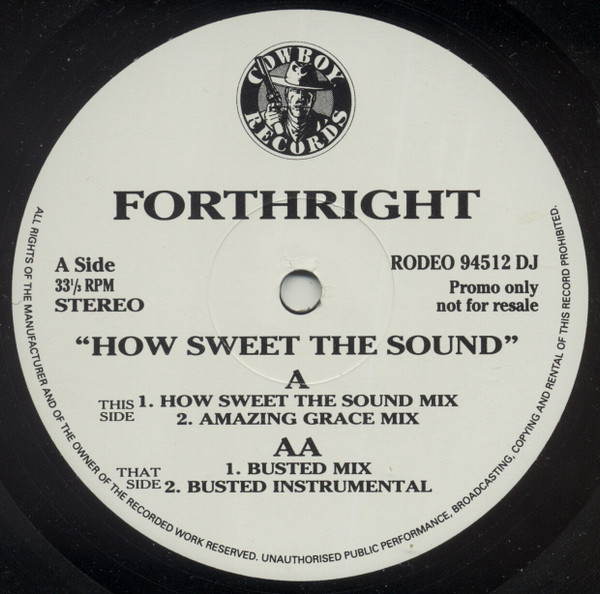 COWBOY
RECORDS
FORTHRIGHT
A Side
33⅓ RPM
STEREO
RODEO 94512 DJ
Promo only
not for resale
“HOW SWEET THE SOUND”
A
THIS SIDE
1. HOW SWEET THE SOUND MIX
2. AMAZING GRACE MIX
AA
THAT SIDE
1. BUSTED MIX
2. BUSTED INSTRUMENTAL
ALL RIGHTS OF THE MANUFACTURER AND OF THE OWNER OF THE RECORDED WORK RESERVED. UNAUTHORISED PUBLIC PERFORMANCE, BROADCASTING, COPYING AND RENTAL OF THIS RECORD PROHIBITED.